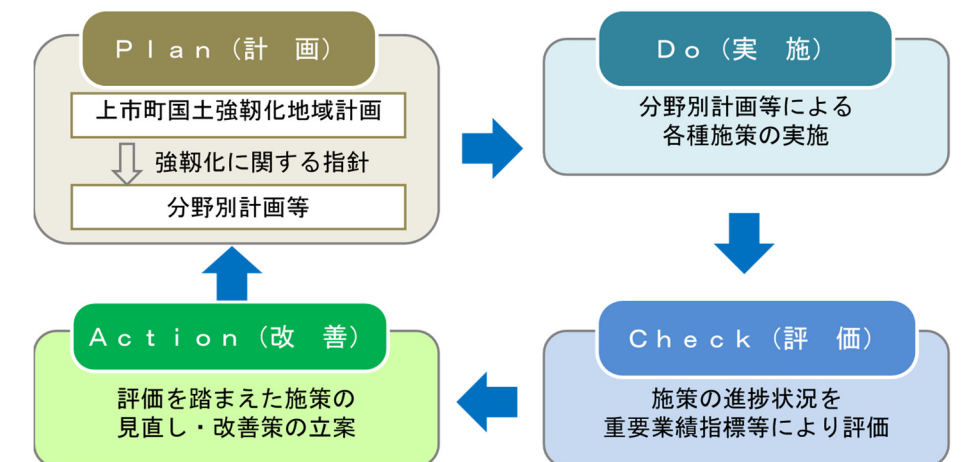 Ｐｌａｎ（計　画）
上市町国土強靱化地域計画
強靱化に関する指針
分野別計画等
Ｄｏ（実　施）
分野別計画等による
各種施策の実施
Ｃｈｅｃｋ（評　価）
施策の進捗状況を
重要業績指標等により評価
Ａｃｔｉｏｎ（改　善）
評価を踏まえた施策の
見直し・改善策の立案